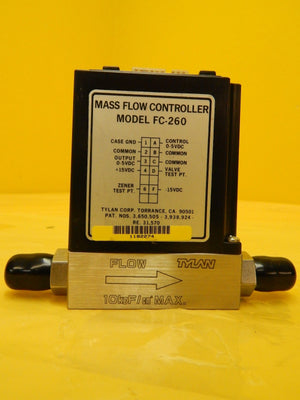 MASS FLOW CONTROLLER
MODEL FC-260
CASE GND 1 A CONTROL 0-5VDC
COMMON 2 B COMMON
OUTPUT 0-5VDC 3 C COMMON
+15VDC 4 D VALVE TEST PT.
ZENER TEST PT. 6 F -15VDC
TYLAN CORP. TORRANCE, CA. 90501
PAT. NOS. 3,650,505 - 3,938,924 -
RE. 31,570
FLOW TYLAN
MAX.